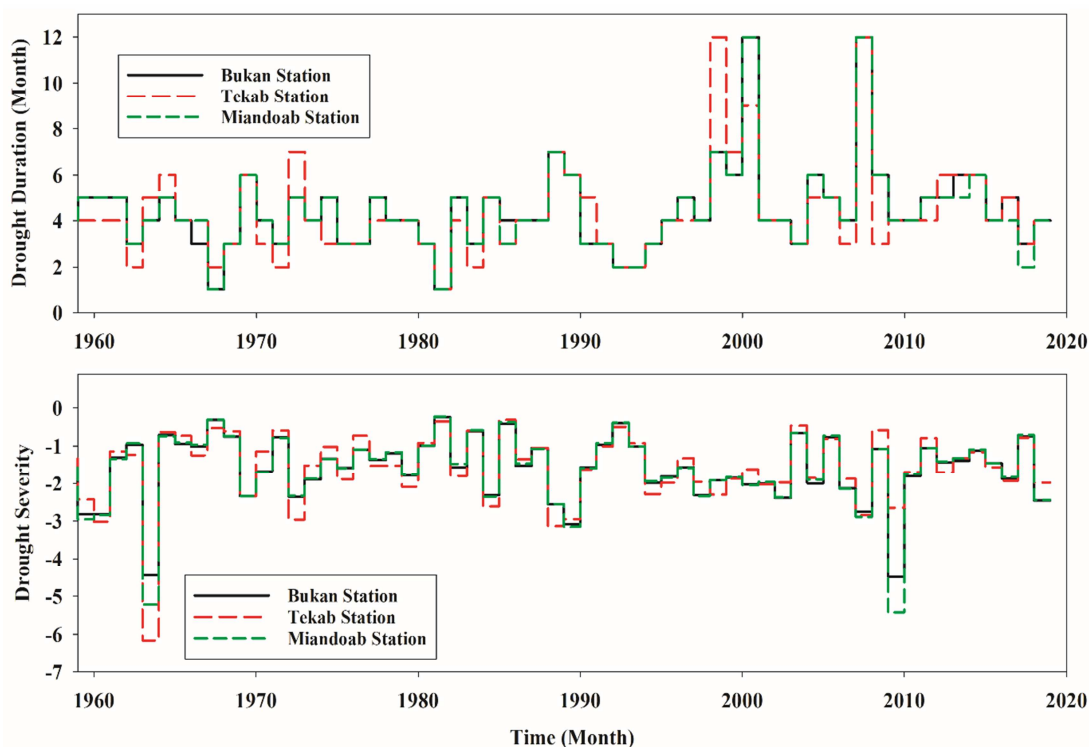 Drought Duration (Month)
12
10
8
6
4
2
0
Bukan Station
Tekab Station
Miandoab Station
1960 1970 1980 1990 2000 2010 2020
Drought Severity
0
-1
-2
-3
-4
-5
-6
-7
Bukan Station
Tekab Station
Miandoab Station
1960 1970 1980 1990 2000 2010 2020
Time (Month)